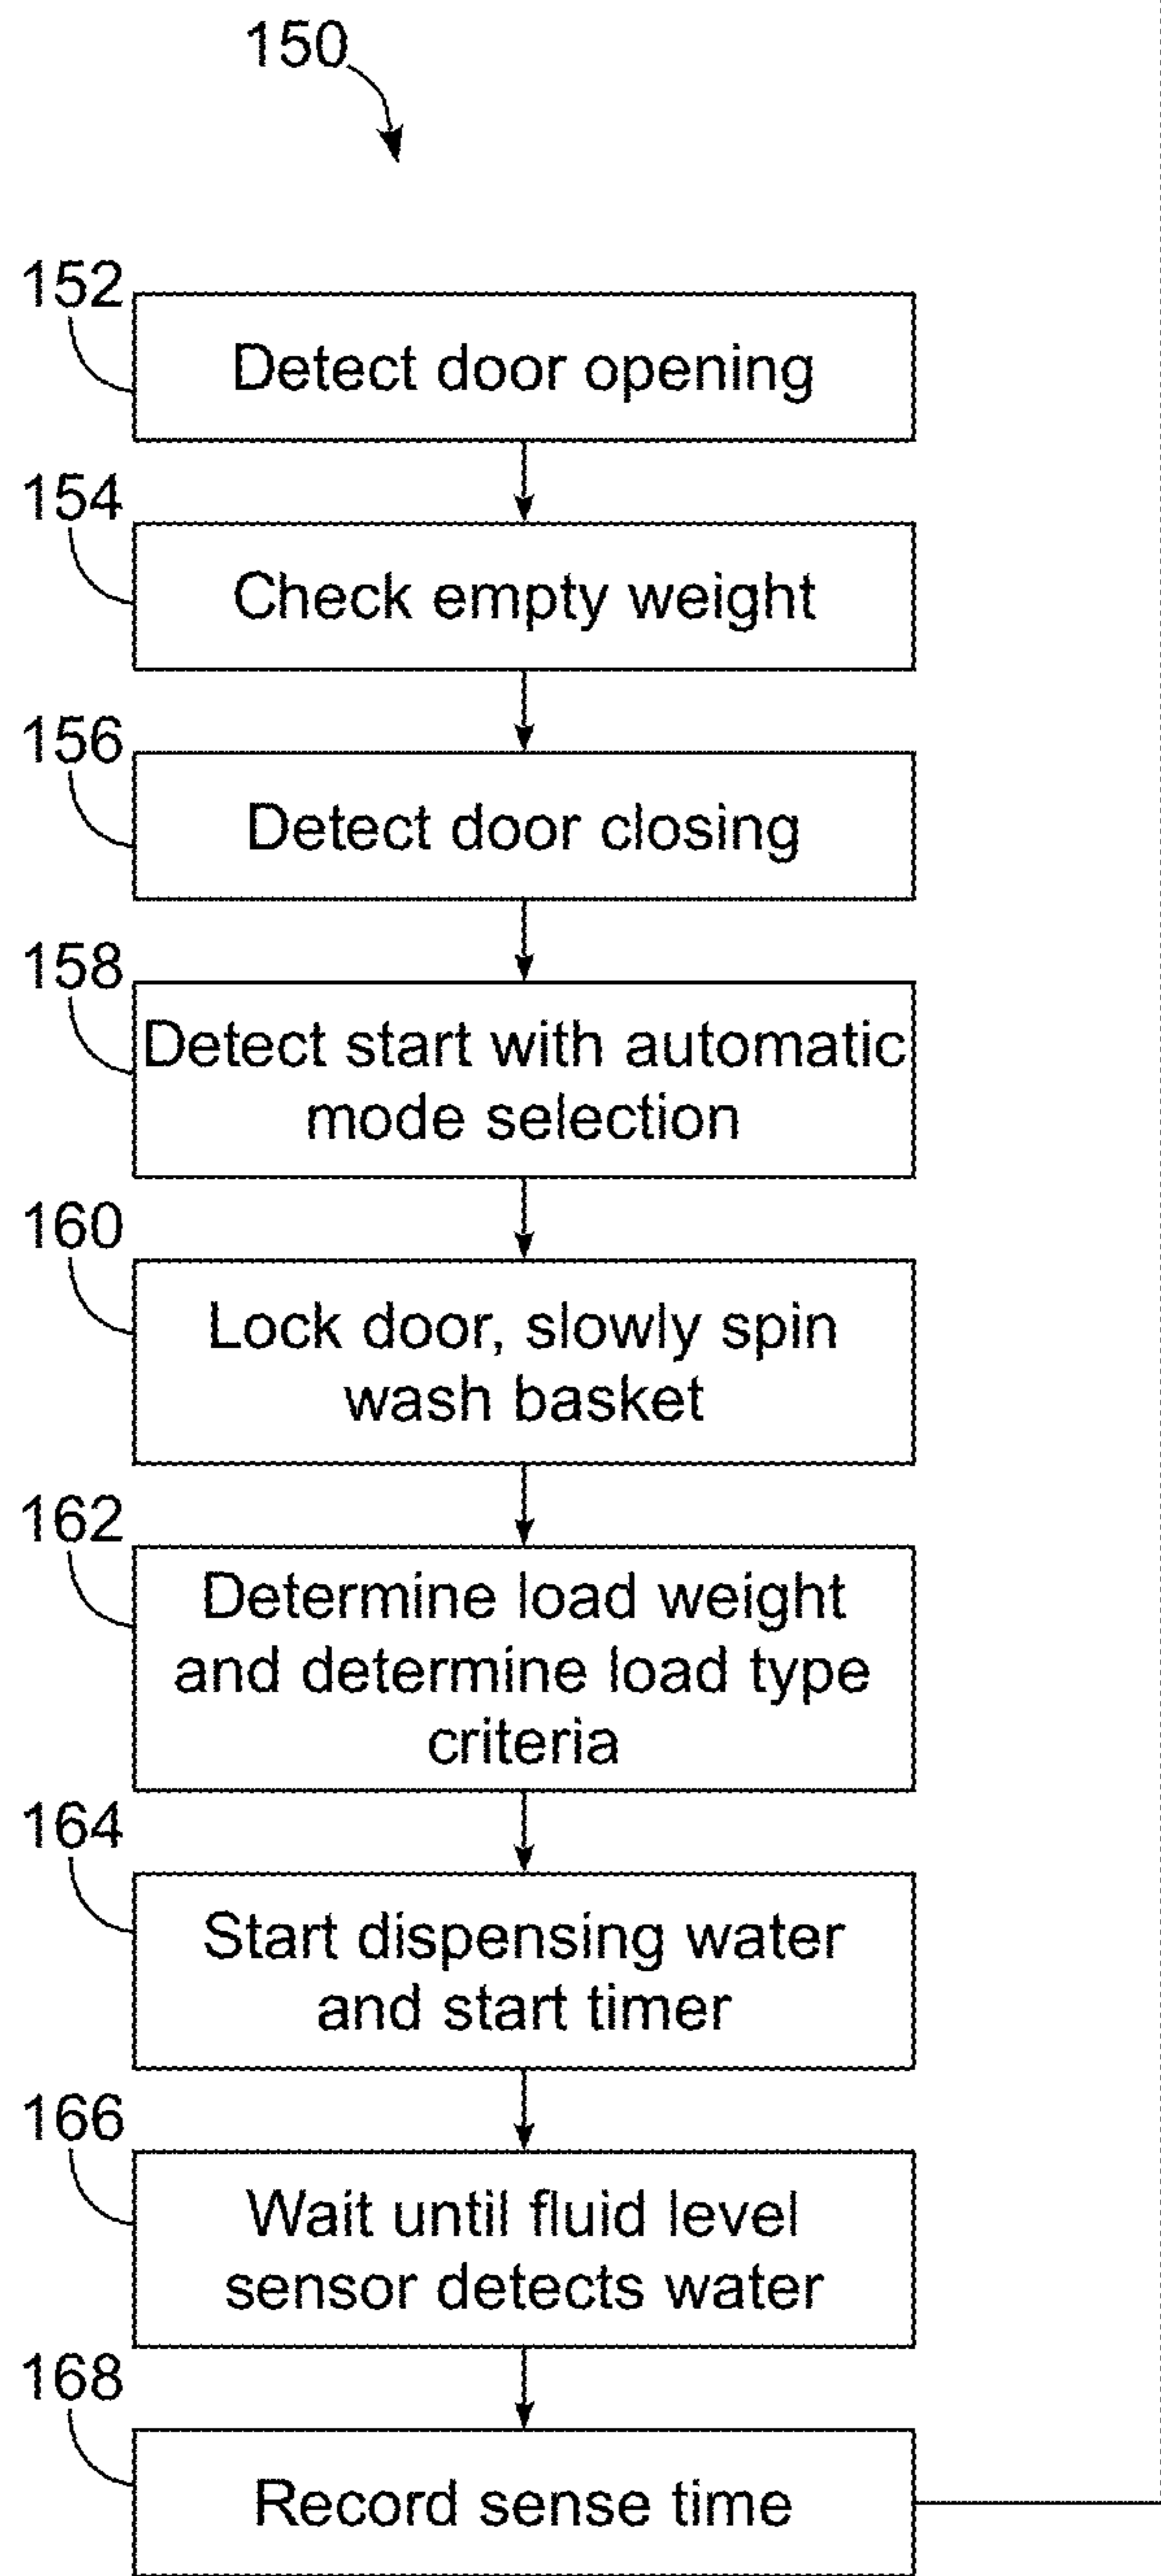 150
152
Detect door opening
154
Check empty weight
156
Detect door closing
158
Detect start with automatic
mode selection
160
Lock door, slowly spin
wash basket
162
Determine load weight
and determine load type
criteria
164
Start dispensing water
and start timer
166
Wait until fluid level
sensor detects water
168
Record sense time